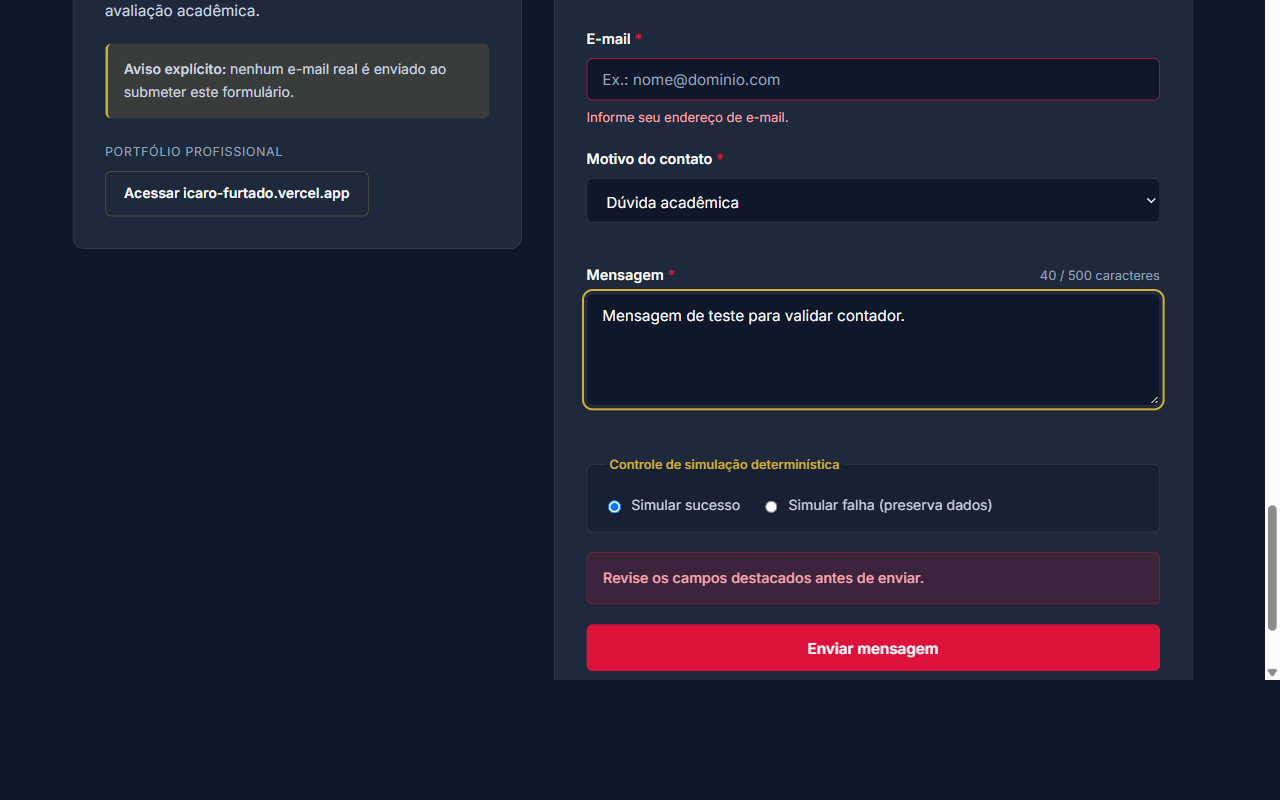 avaliação acadêmica.
Aviso explícito: nenhum e-mail real é enviado ao
submeter este formulário.
PORTFÓLIO PROFISSIONAL
Acessar icaro-furtado.vercel.app
E-mail *
Ex.: nome@dominio.com
Informe seu endereço de e-mail.
Motivo do contato *
Dúvida acadêmica
Mensagem *
40 / 500 caracteres
Mensagem de teste para validar contador.
Controle de simulação determinística
Simular sucesso
Simular falha (preserva dados)
Revise os campos destacados antes de enviar.
Enviar mensagem